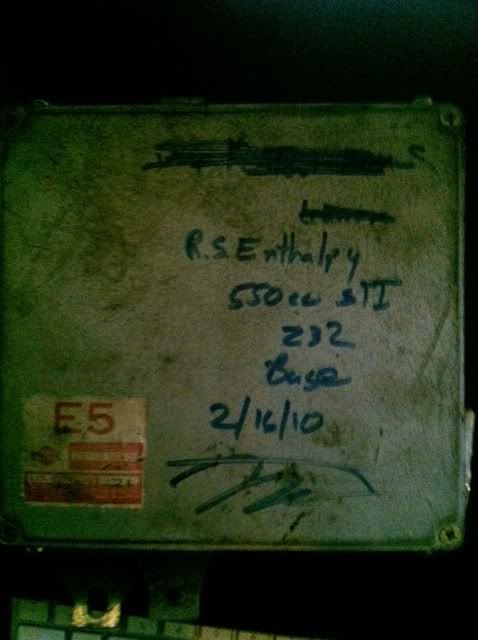 R.S.Enthalpy
550cc STI
Z32
Base
2/16/10
E5